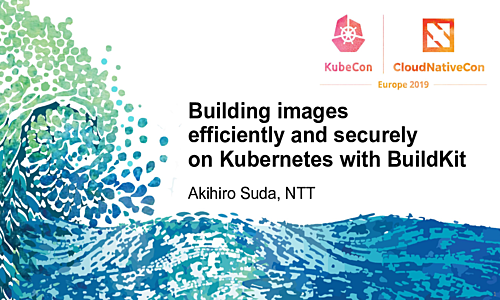 KubeCon
CloudNativeCon
Europe 2019
Building images
efficiently and securely
on Kubernetes with BuildKit
Akihiro Suda, NTT